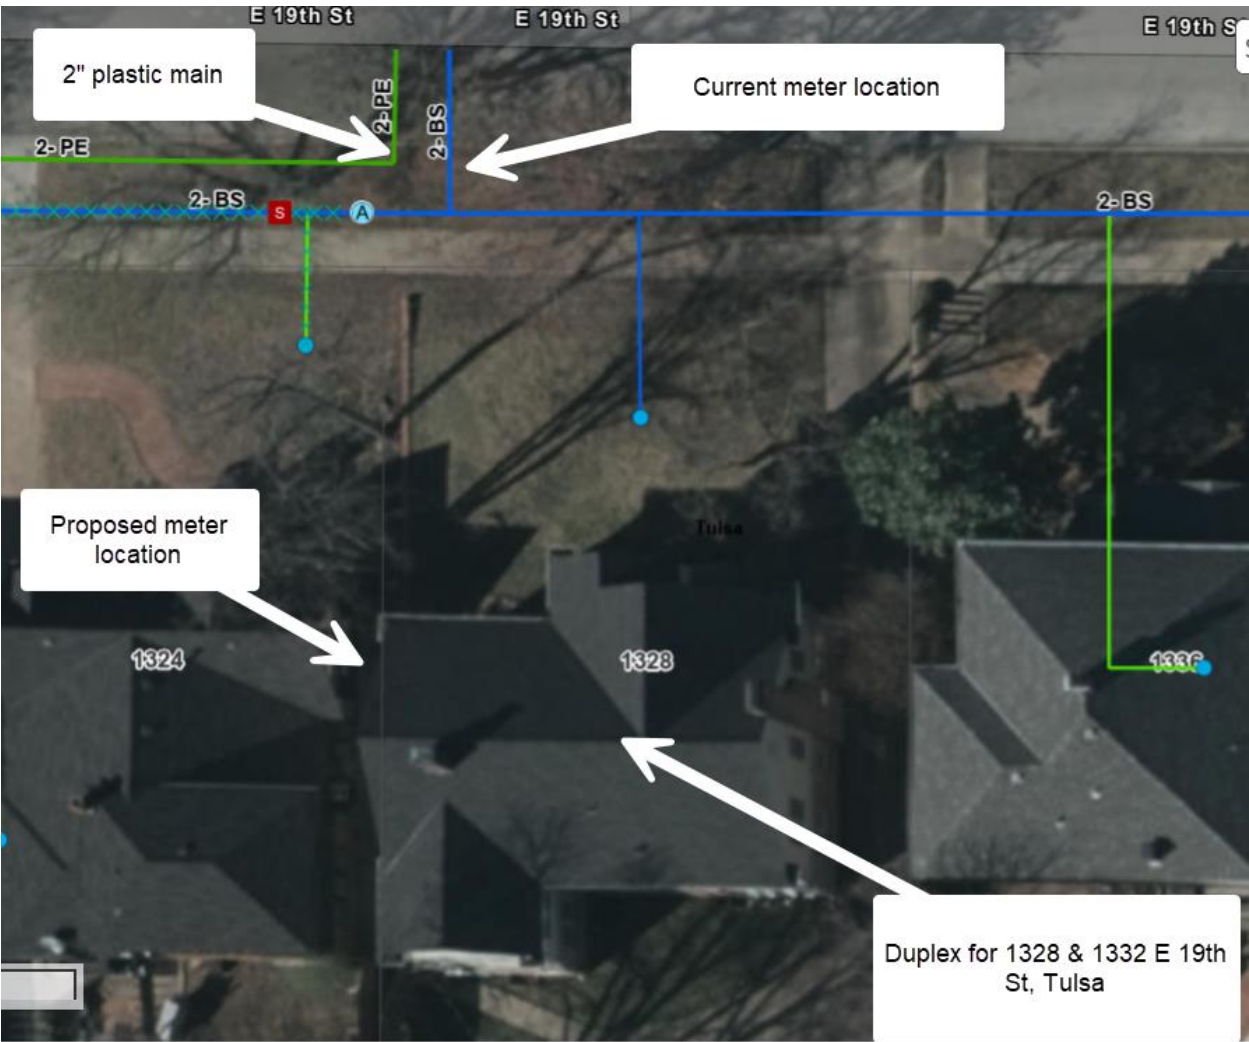 E 19th St
E 19th St
E 19th S
2" plastic main
Current meter location
2- PE
2- BS
2- PE
2- BS
S
A
2- BS
Proposed meter
location
Tulsa
1324
1328
1336
Duplex for 1328 & 1332 E 19th
St, Tulsa